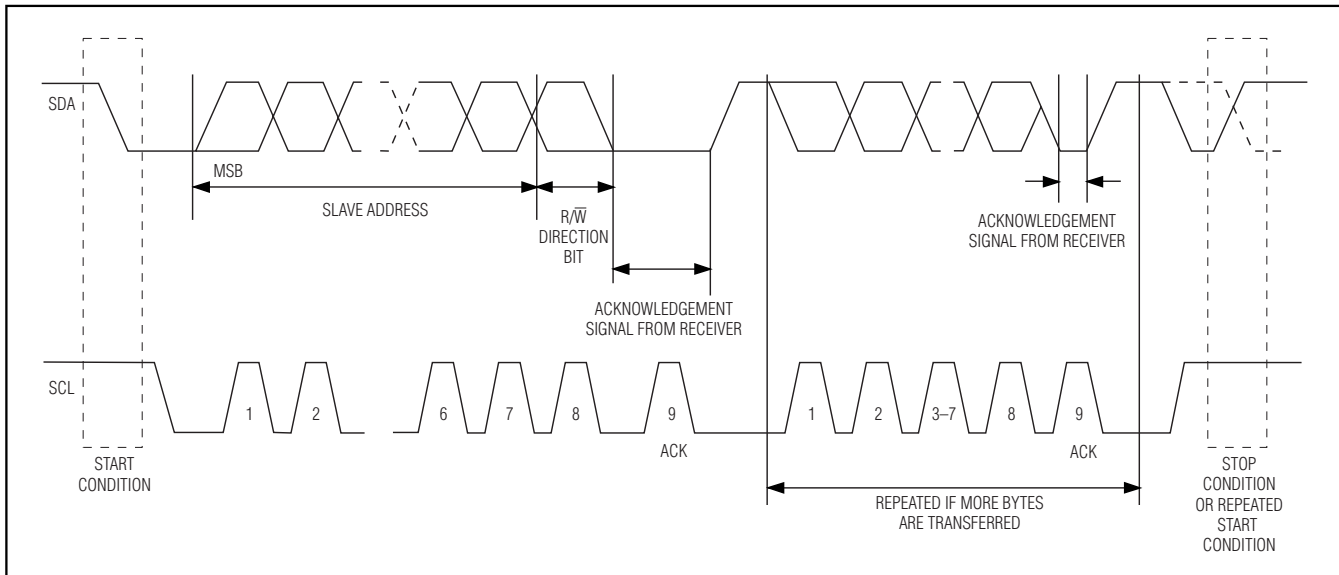 SDA
MSB
SLAVE ADDRESS
R/W̅
DIRECTION
BIT
ACKNOWLEDGEMENT
SIGNAL FROM RECEIVER
ACKNOWLEDGEMENT
SIGNAL FROM RECEIVER
SCL
1 2 6 7 8 9 1 2 3–7 8 9
ACK ACK
START
CONDITION
REPEATED IF MORE BYTES
ARE TRANSFERRED
STOP
CONDITION
OR REPEATED
START
CONDITION